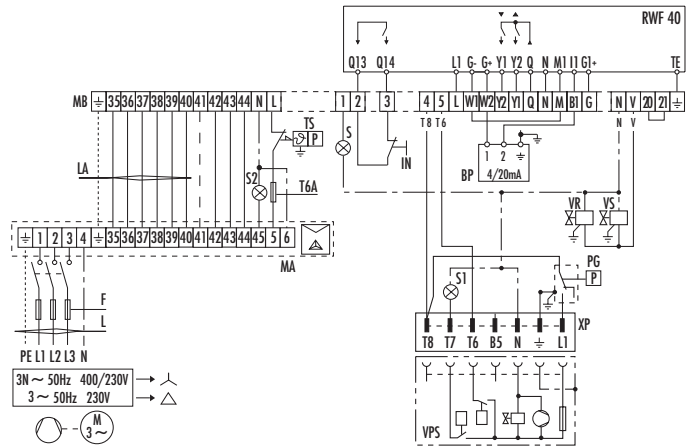 RWF 40
Q13 Q14 L1 G- G+ Y1 Y2 Q N M1 I1 G1+ TE
MB 35 36 37 38 39 40 41 42 43 44 N L 1 2 3 4 5 L W1 W2 Y2 Y1 Q N M B1 G N V 20 21
T8 T6 N V
TS
P
S
IN
LA
S2
T6A
1 2
BP 4/20mA
VR VS
1 2 3 4 35 36 37 38 39 40 41 42 43 44 45 5 6
MA
PG
P
S1
F
L
XP
T8 T7 T6 B5 N L1
PE L1 L2 L3 N
3N ~ 50Hz 400/230V
3 ~ 50Hz 230V
M
3 ~
VPS